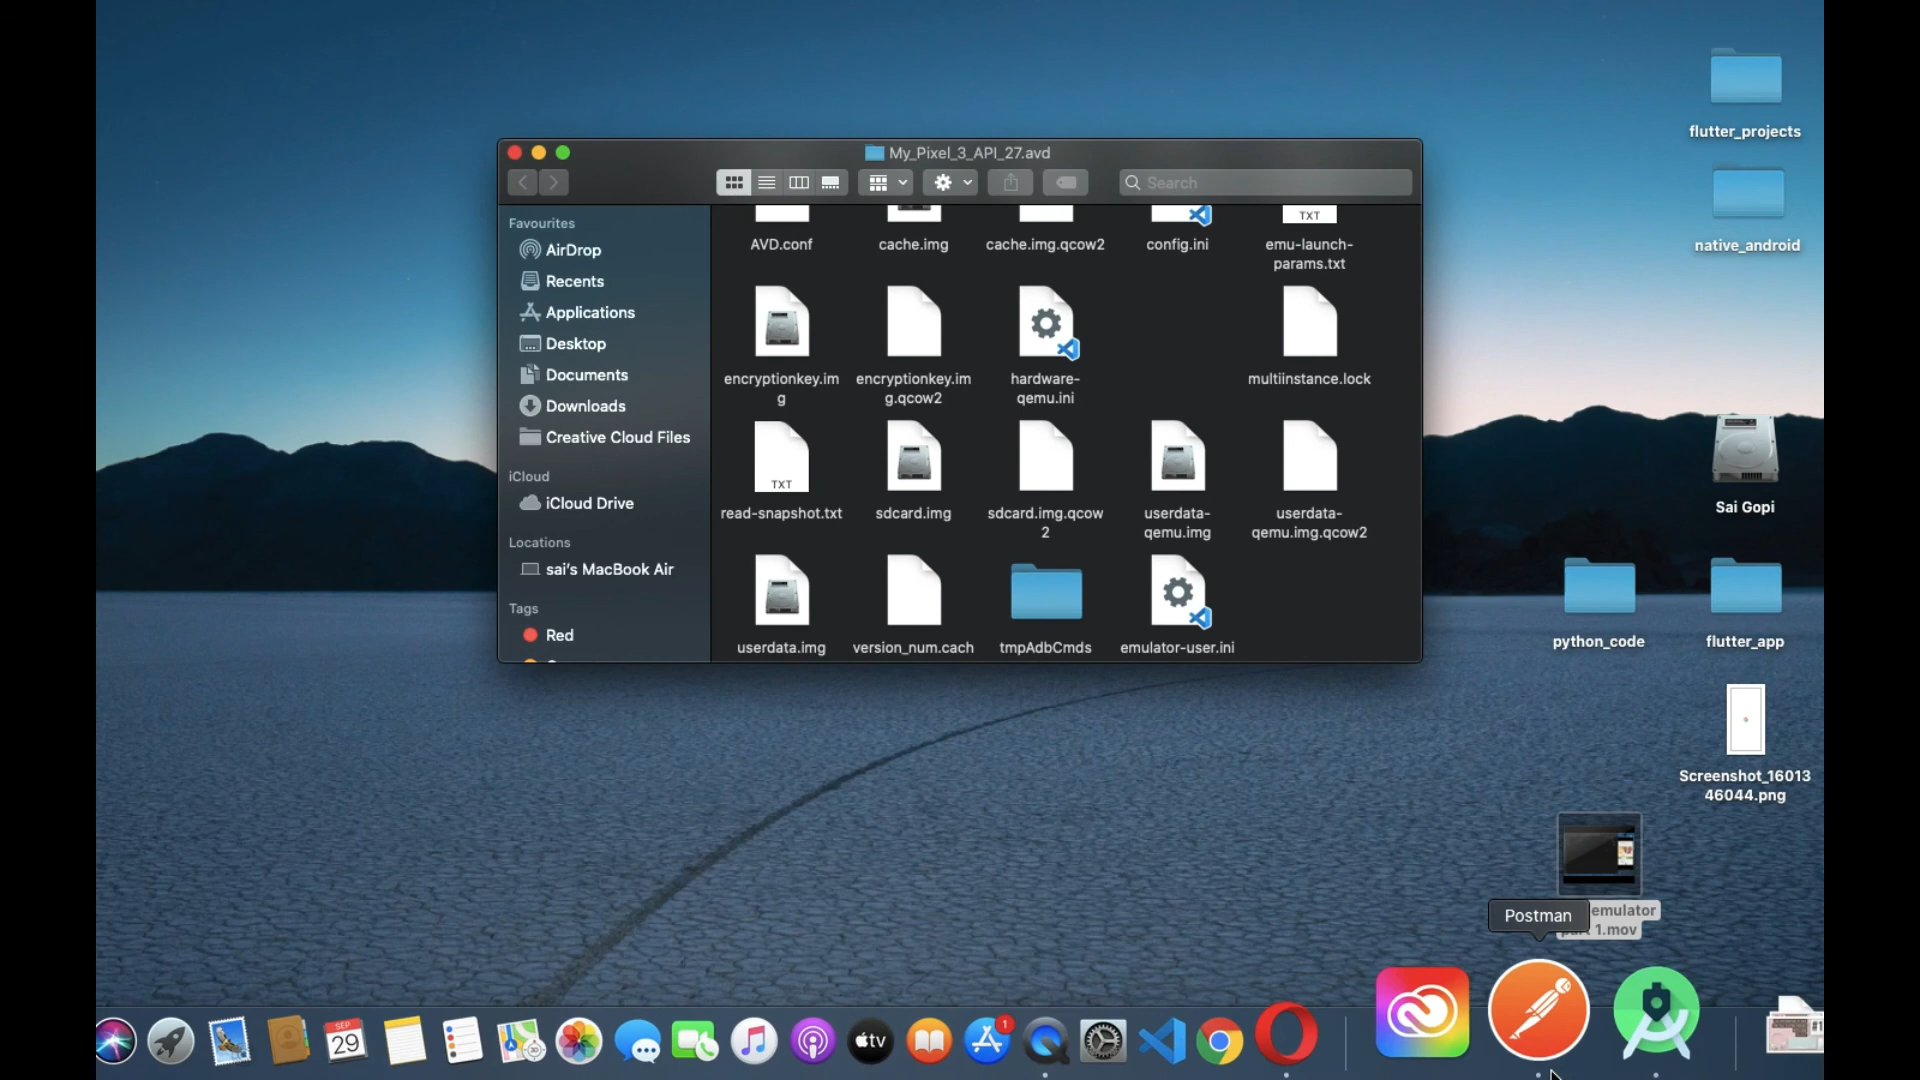 My_Pixel_3_API_27.avd
Search
Favourites
AirDrop
Recents
Applications
Desktop
Documents
Downloads
Creative Cloud Files
iCloud
iCloud Drive
Locations
sai's MacBook Air
Tags
Red
AVD.conf
cache.img
cache.img.qcow2
config.ini
TXT
emu-launch-
params.txt
encryptionkey.im
g
encryptionkey.im
g.qcow2
hardware-
qemu.ini
multiinstance.lock
TXT
read-snapshot.txt
sdcard.img
sdcard.img.qcow
2
userdata-
qemu.img
userdata-
qemu.img.qcow2
userdata.img
version_num.cach
tmpAdbCmds
emulator-user.ini
flutter_projects
native_android
Sai Gopi
python_code
flutter_app
Screenshot_16013
46044.png
emulator
1.mov
Postman
SEP
29
tv
1